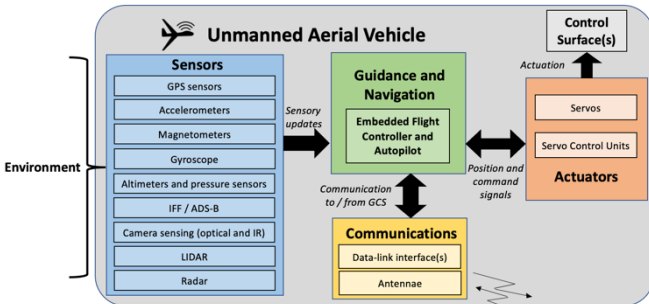 Unmanned Aerial Vehicle
Environment
Sensors
GPS sensors
Accelerometers
Magnetometers
Gyroscope
Altimeters and pressure sensors
IFF / ADS-B
Camera sensing (optical and IR)
LIDAR
Radar
Sensory
updates
Guidance and
Navigation
Embedded Flight
Controller and
Autopilot
Communication
to / from GCS
Communications
Data-link interface(s)
Antennae
Position and
command
signals
Control
Surface(s)
Actuation
Servos
Servo Control Units
Actuators